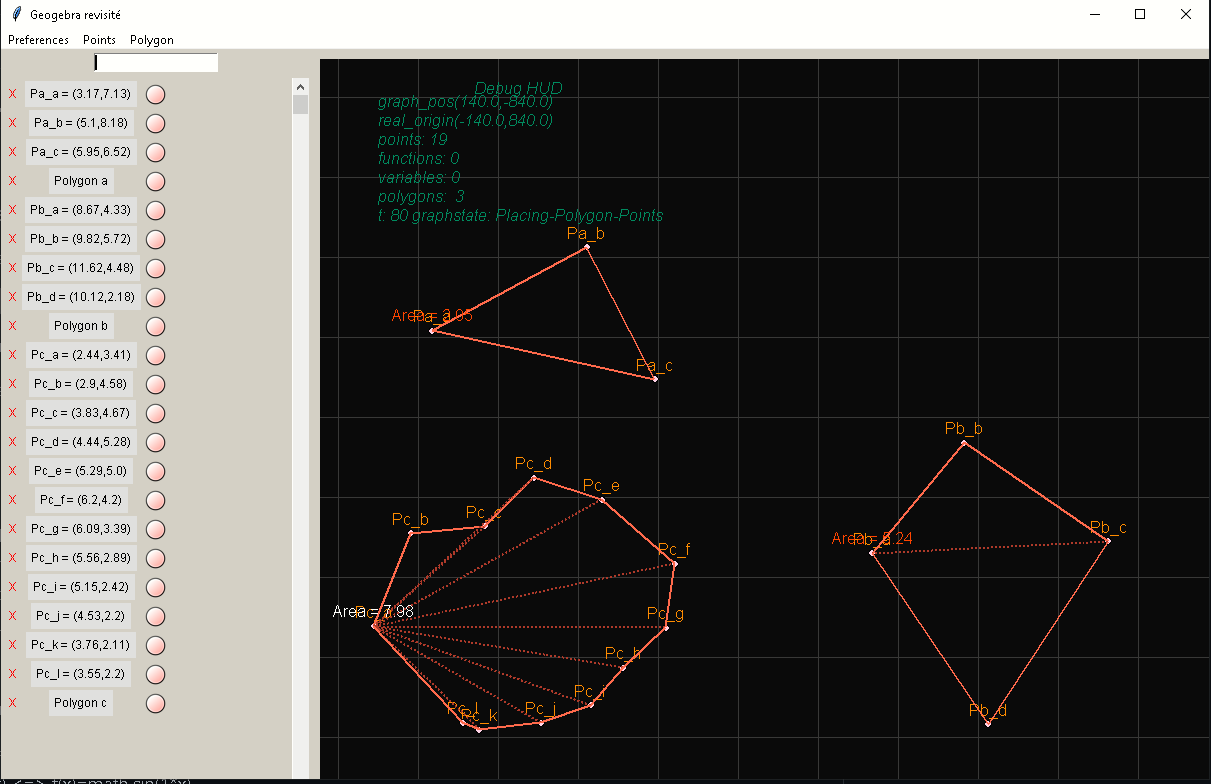 Geogebra revisité
Preferences Points Polygon
X Pa_a = (3.17,7.13)
X Pa_b = (5.1,8.18)
X Pa_c = (5.95,6.52)
X Polygon a
X Pb_a = (8.67,4.33)
X Pb_b = (9.82,5.72)
X Pb_c = (11.62,4.48)
X Pb_d = (10.12,2.18)
X Polygon b
X Pc_a = (2.44,3.41)
X Pc_b = (2.9,4.58)
X Pc_c = (3.83,4.67)
X Pc_d = (4.44,5.28)
X Pc_e = (5.29,5.0)
X Pc_f = (6.2,4.2)
X Pc_g = (6.09,3.39)
X Pc_h = (5.56,2.89)
X Pc_i = (5.15,2.42)
X Pc_j = (4.53,2.2)
X Pc_k = (3.76,2.11)
X Pc_l = (3.55,2.2)
X Polygon c
Debug HUD
graph_pos(140.0,-840.0)
real_origin(-140.0,840.0)
points: 19
functions: 0
variables: 0
polygons: 3
t: 80 graphstate: Placing-Polygon-Points
Pa_b
Area =
Pa_c
Pb_b
Pc_d
Pc_e
Pc_b
Pc_c
Pb_c
Area =
Pc_f
Area = 7.98
Pc_g
Pc_h
Pc_i
Pc_l
Pc_k
Pc_j
Pb_d